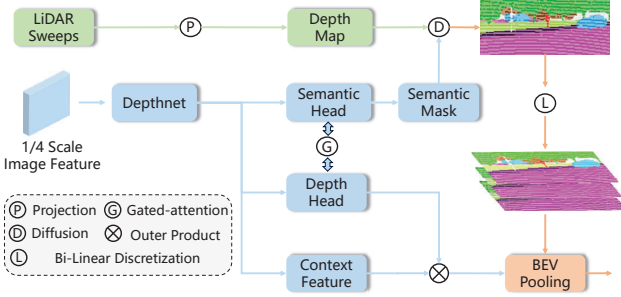 LiDAR
Sweeps
P
Depth
Map
D
Depthnet
Semantic
Head
Semantic
Mask
L
1/4 Scale
Image Feature
G
Depth
Head
P Projection
G Gated-attention
D Diffusion
Outer Product
L Bi-Linear Discretization
Context
Feature
BEV
Pooling